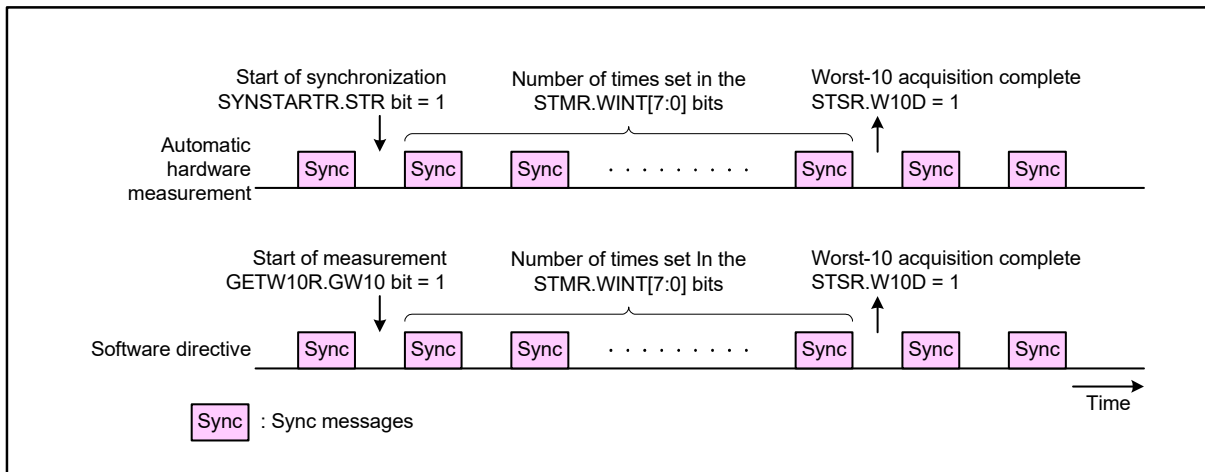 Start of synchronization
SYNSTARTR.STR bit = 1
Number of times set in the
STMR.WINT[7:0] bits
Worst-10 acquisition complete
STSR.W10D = 1
Automatic
hardware
measurement
Sync
Sync
Sync
. . . . . . . . .
Sync
Sync
Sync
Start of measurement
GETW10R.GW10 bit = 1
Number of times set In the
STMR.WINT[7:0] bits
Worst-10 acquisition complete
STSR.W10D = 1
Software directive
Sync
Sync
Sync
. . . . . . . . .
Sync
Sync
Sync
Time
Sync : Sync messages